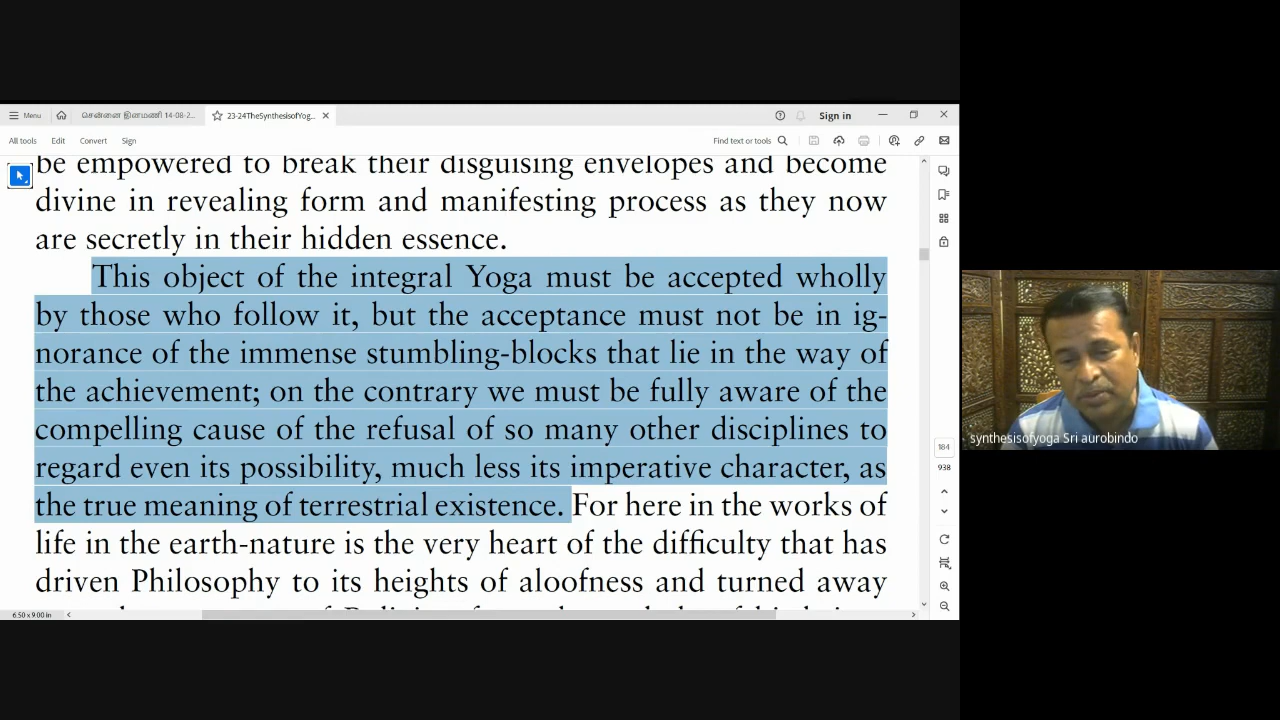 Menu
சென்னை தினமணி 14-08-2...
23-24TheSynthesisofYog...
Sign in
All tools Edit Convert Sign
Find text or tools
be empowered to break their disguising envelopes and become
divine in revealing form and manifesting process as they now
are secretly in their hidden essence.
This object of the integral Yoga must be accepted wholly
by those who follow it, but the acceptance must not be in ig-
norance of the immense stumbling-blocks that lie in the way of
the achievement; on the contrary we must be fully aware of the
compelling cause of the refusal of so many other disciplines to
regard even its possibility, much less its imperative character, as
the true meaning of terrestrial existence. For here in the works of
life in the earth-nature is the very heart of the difficulty that has
driven Philosophy to its heights of aloofness and turned away
184
938
6.50 x 9.00 in
synthesisofyoga Sri aurobindo